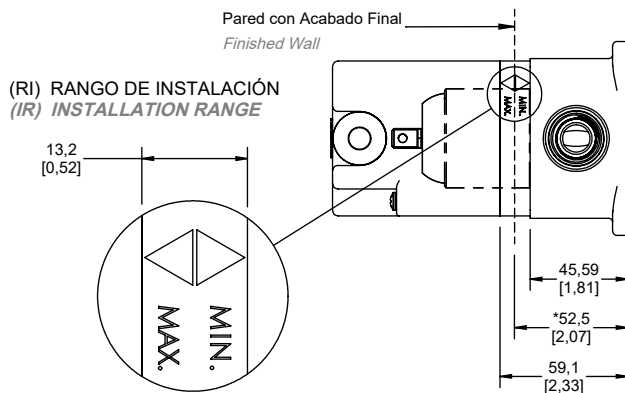 Pared con Acabado Final
Finished Wall
(RI) RANGO DE INSTALACIÓN
(IR) INSTALLATION RANGE
13,2
[0,52]
MAX.
MIN.
MAX.
MIN.
45,59
[1,81]
*52,5
[2,07]
59,1
[2,33]